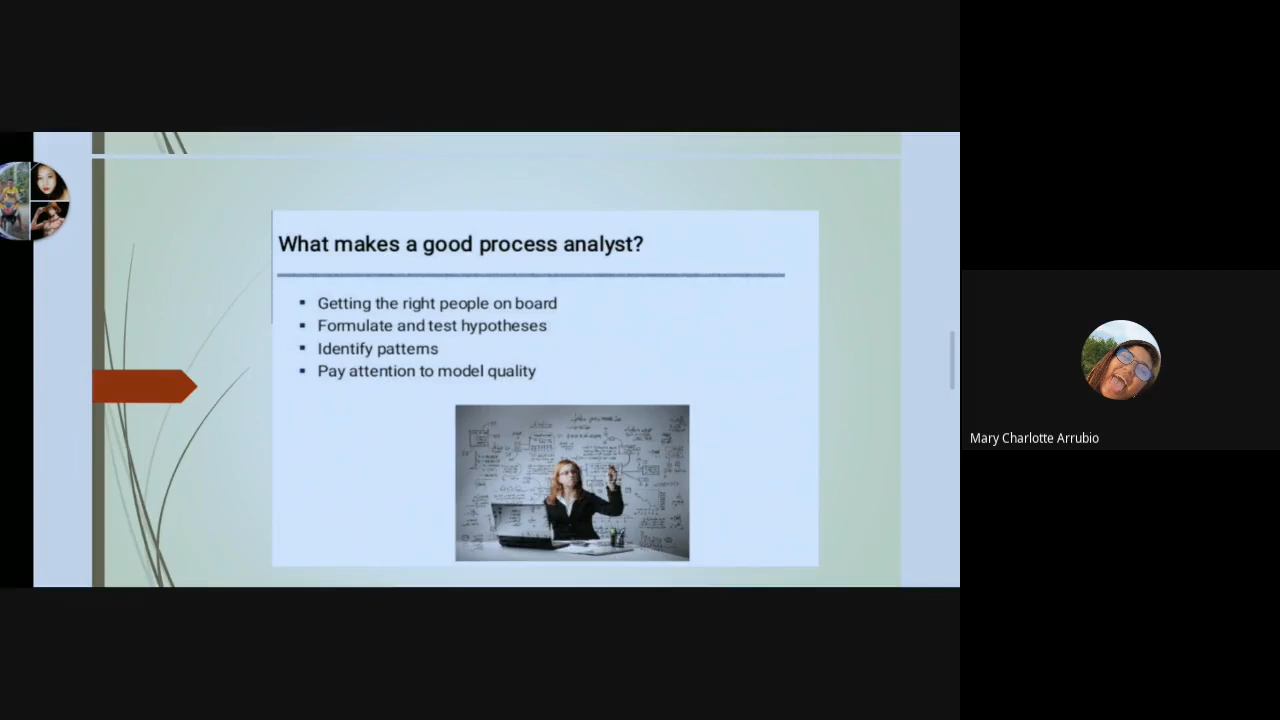 What makes a good process analyst?
Getting the right people on board
Formulate and test hypotheses
Identify patterns
Pay attention to model quality
Mary Charlotte Arrubio